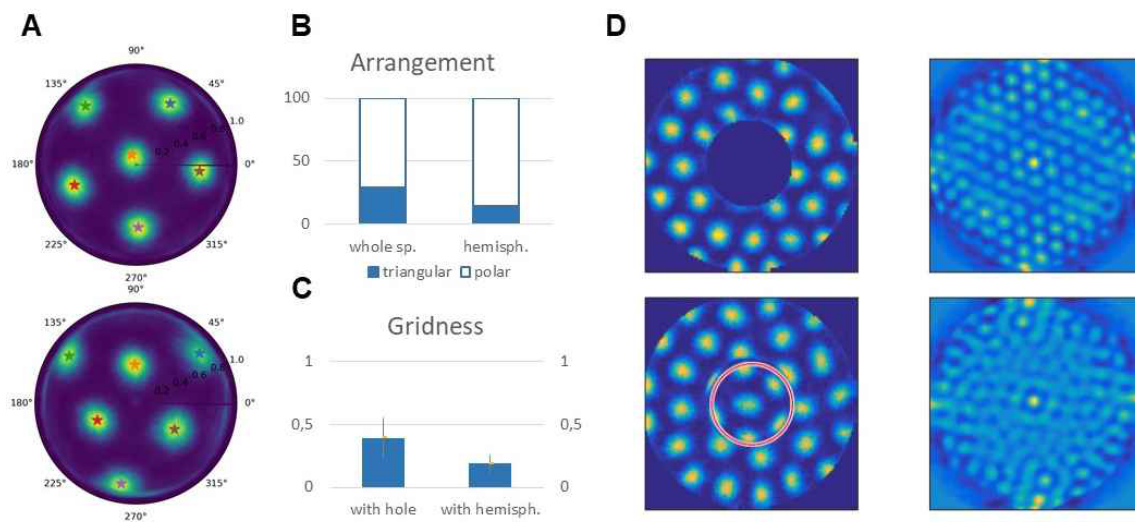 A
90°
135°
45°
1.0
0.8
0.6
0.4
0.2
180°
0°
225°
315°
270°
90°
135°
45°
1.0
0.8
0.6
0.4
0.2
180°
0°
225°
315°
270°
B
Arrangement
100
50
0
whole sp.
hemisph.
triangular
polar
C
Gridness
1
1
0,5
0,5
0
0
with hole
with hemisph.
D